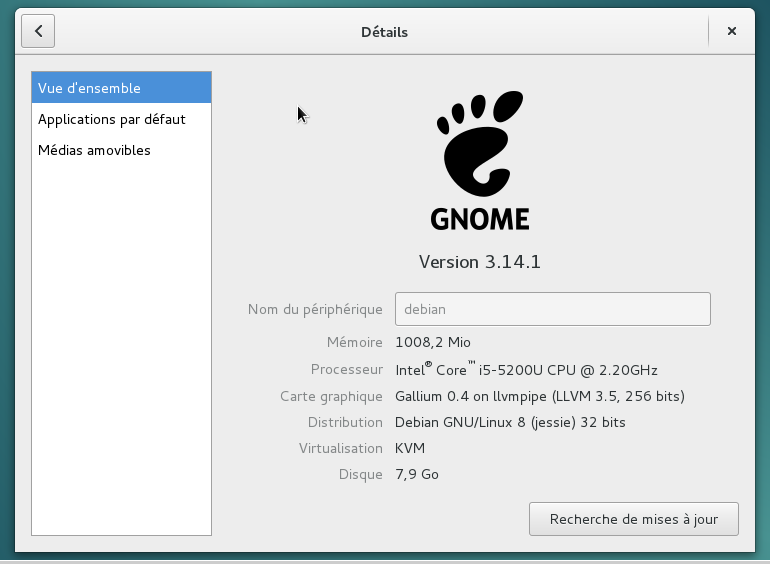 Détails
Vue d'ensemble
Applications par défaut
Médias amovibles
GNOME
Version 3.14.1
Nom du périphérique debian
Mémoire 1008,2 Mio
Processeur Intel® Core™ i5-5200U CPU @ 2.20GHz
Carte graphique Gallium 0.4 on llvmpipe (LLVM 3.5, 256 bits)
Distribution Debian GNU/Linux 8 (jessie) 32 bits
Virtualisation KVM
Disque 7,9 Go
Recherche de mises à jour